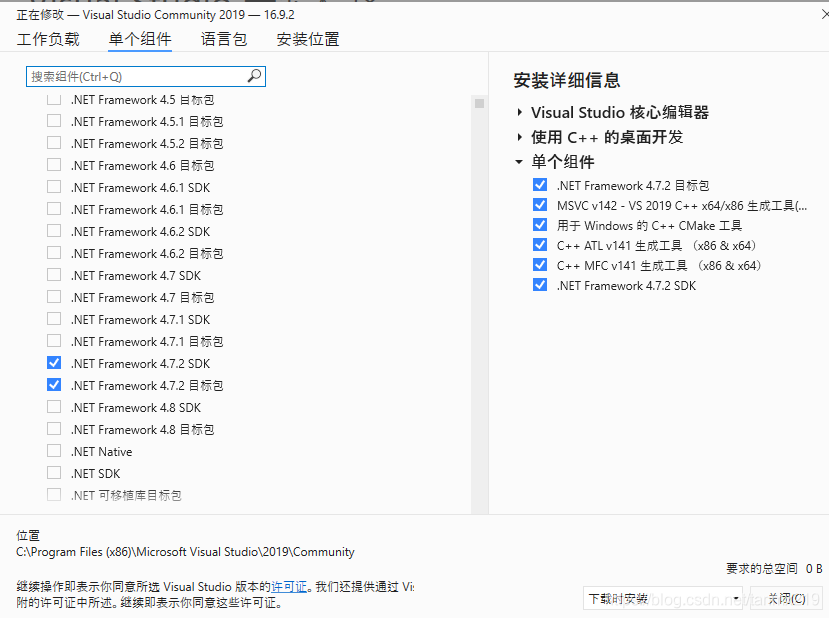 正在修改 — Visual Studio Community 2019 — 16.9.2
工作负载 单个组件 语言包 安装位置
搜索组件(Ctrl+Q)
.NET Framework 4.5 目标包
.NET Framework 4.5.1 目标包
.NET Framework 4.5.2 目标包
.NET Framework 4.6 目标包
.NET Framework 4.6.1 SDK
.NET Framework 4.6.1 目标包
.NET Framework 4.6.2 SDK
.NET Framework 4.6.2 目标包
.NET Framework 4.7 SDK
.NET Framework 4.7 目标包
.NET Framework 4.7.1 SDK
.NET Framework 4.7.1 目标包
.NET Framework 4.7.2 SDK
.NET Framework 4.7.2 目标包
.NET Framework 4.8 SDK
.NET Framework 4.8 目标包
.NET Native
.NET SDK
.NET 可移植库目标包
安装详细信息
Visual Studio 核心编辑器
使用 C++ 的桌面开发
单个组件
.NET Framework 4.7.2 目标包
MSVC v142 - VS 2019 C++ x64/x86 生成工具(...
用于 Windows 的 C++ CMake 工具
C++ ATL v141 生成工具 （x86 & x64）
C++ MFC v141 生成工具 （x86 & x64）
.NET Framework 4.7.2 SDK
位置
C:\Program Files (x86)\Microsoft Visual Studio\2019\Community
继续操作即表示你同意所选 Visual Studio 版本的许可证。我们还提供通过 Vis
附的许可证中所述。继续即表示你同意这些许可证。
要求的总空间 0 B
下载时安装 关闭(C)